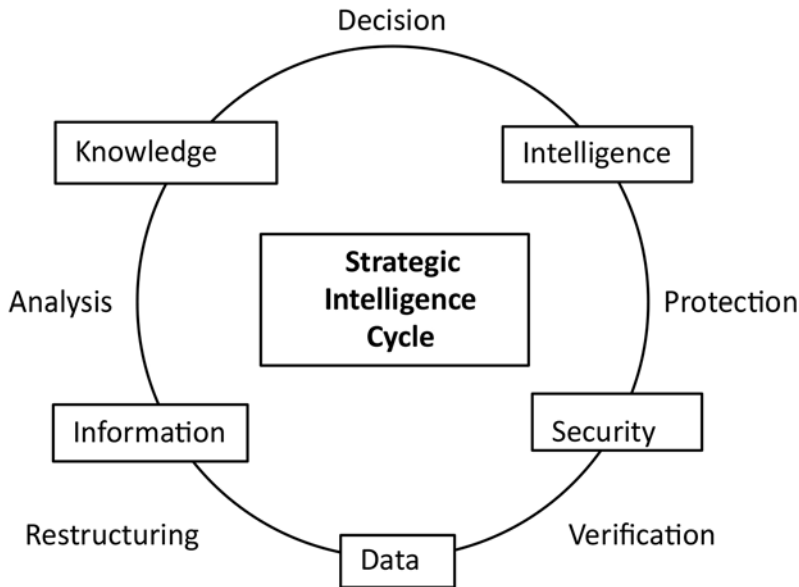 Decision
Knowledge
Intelligence
Strategic
Intelligence
Cycle
Analysis
Protection
Information
Security
Restructuring
Verification
Data